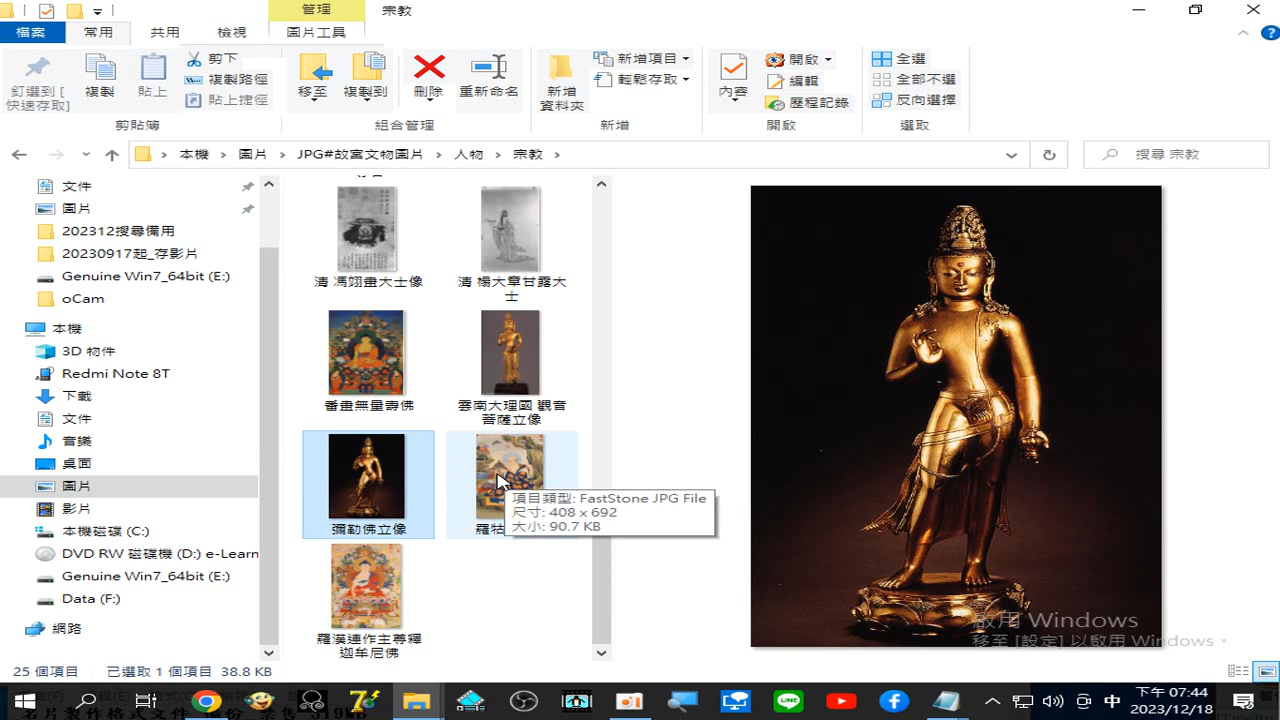 管理
宗教
檔案
常用
共用
檢視
圖片工具
釘選到 [
快速存取]
複製
貼上
剪下
複製路徑
貼上捷徑
剪貼簿
移至
複製到
刪除
重新命名
組合管理
新增
資料夾
新增項目
輕鬆存取
新增
內容
開啟
編輯
歷程記錄
開啟
全選
全部不選
反向選擇
選取
本機 › 圖片 › JPG#故宮文物圖片 › 人物 › 宗教 ›
搜尋 宗教
文件
圖片
202312搜尋備用
20230917起_存影片
Genuine Win7_64bit (E:)
oCam
本機
3D 物件
Redmi Note 8T
下載
文件
音樂
桌面
圖片
影片
本機磁碟 (C:)
DVD RW 磁碟機 (D:) e-Learn
Genuine Win7_64bit (E:)
Data (F:)
網路
清 馮翊畫大士像
清 楊大章甘露大
士
番畫無量壽佛
雲南大理國 觀音
菩薩立像
彌勒佛立像
項目類型: FastStone JPG File
尺寸: 408 x 692
大小: 90.7 KB
羅漢連作主尊釋
迦牟尼佛
啟用 Windows
移至 [設定] 以啟用 Windows。
25 個項目
已選取 1 個項目 38.8 KB
中
下午 07:44
2023/12/18